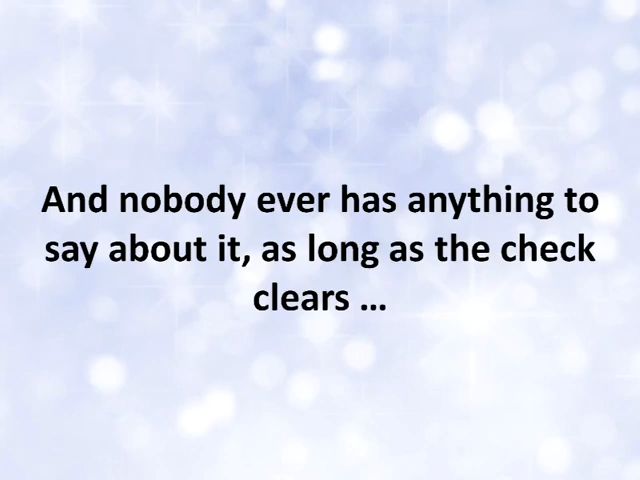 And nobody ever has anything to
say about it, as long as the check
clears …